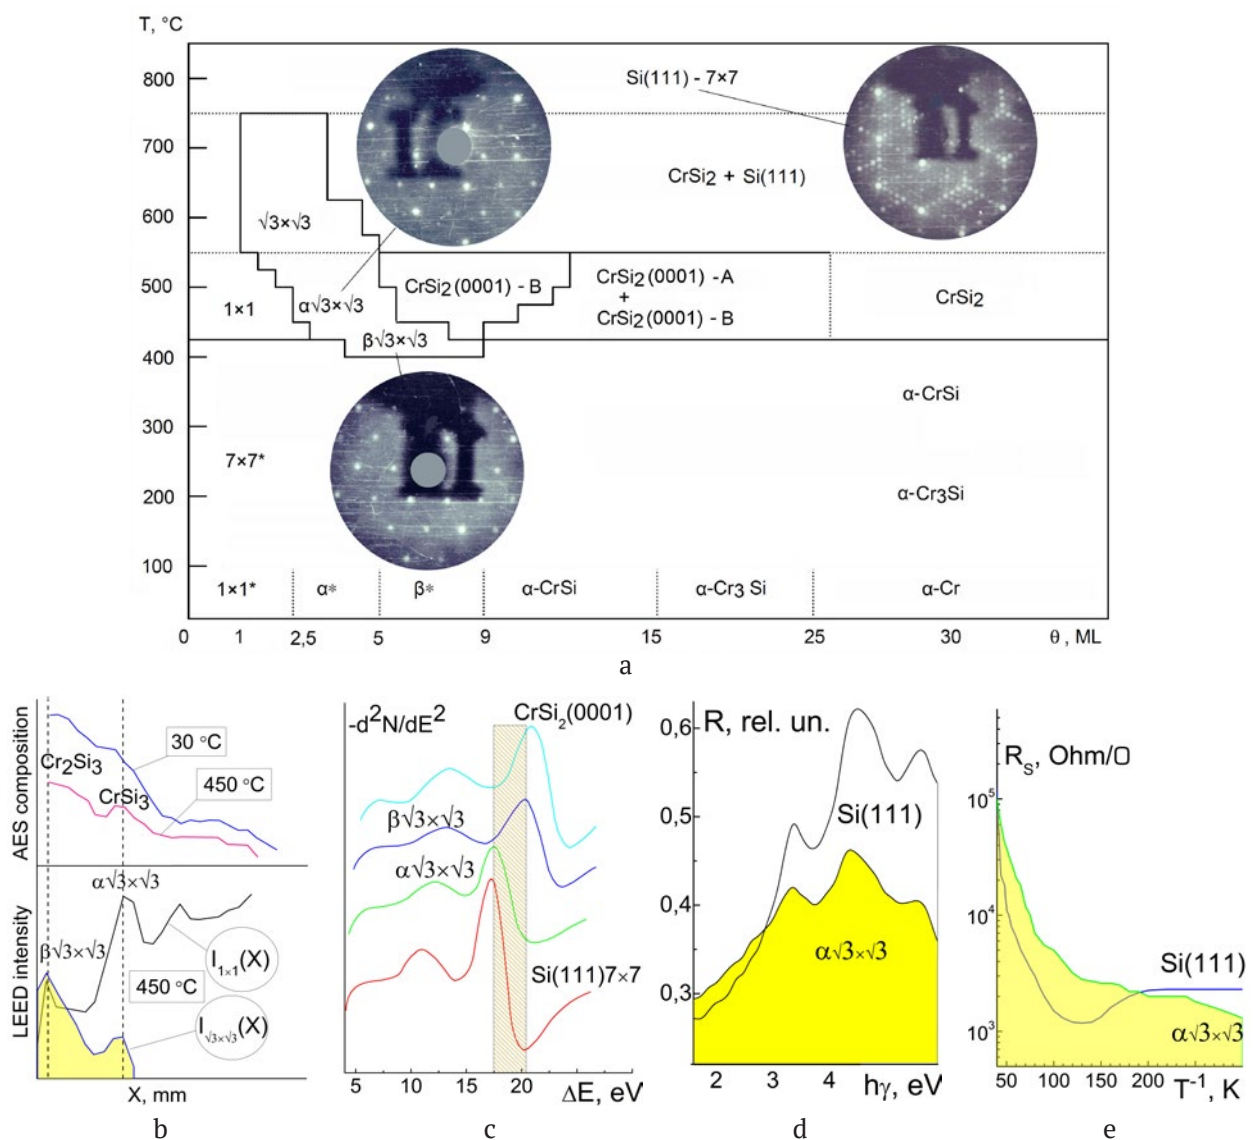 T, °C
800
700
600
500
400
300
200
100
Si(111) - 7×7
CrSi2 + Si(111)
√3×√3
α√3×√3
1×1
CrSi2 (0001) - B
CrSi2(0001) -A
+
CrSi2(0001) - B
CrSi2
β√3×√3
α-CrSi
7×7*
α-Cr3Si
1×1*
α*
β*
α-CrSi
α-Cr3 Si
α-Cr
0 1 2,5 5 9 15 25 30 θ , ML
a
AES composition
30 °C
Cr2Si3
CrSi3
450 °C
LEED intensity
α√3×√3
β√3×√3
I1×1(X)
450 °C
I√3×√3(X)
X, mm
b
-d²N/dE²
CrSi2(0001)
β√3×√3
α√3×√3
Si(111)7×7
5 10 15 20
ΔE, eV
c
R, rel. un.
0,6
0,5
0,4
0,3
Si(111)
α√3×√3
2 3 4 hγ, eV
d
RS, Ohm/□
10⁵
10⁴
10³
Si(111)
α√3×√3
50 100 150 200 T⁻¹, K
e